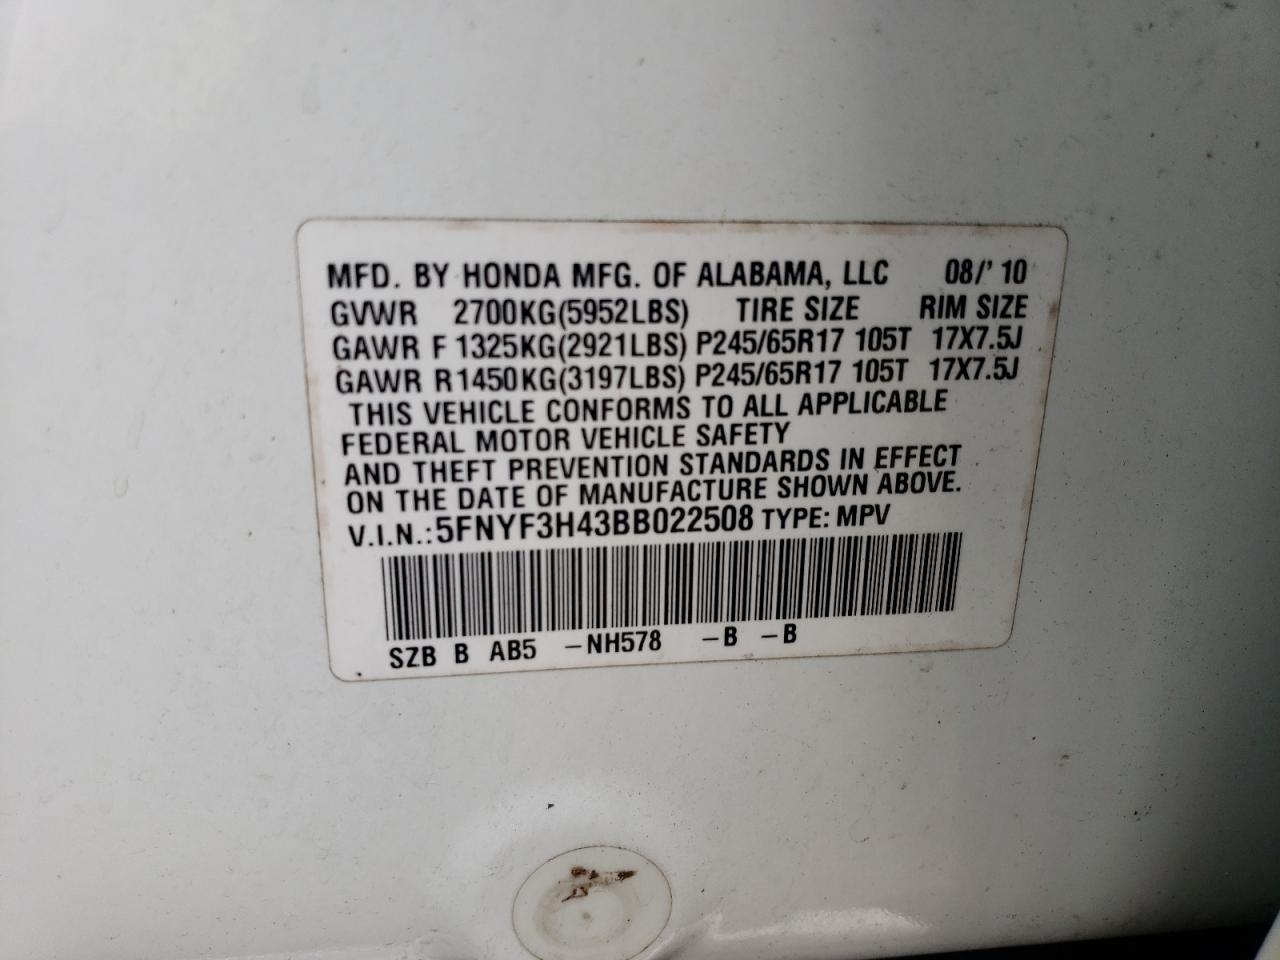 MFD. BY HONDA MFG. OF ALABAMA, LLC 08/'10
GVWR 2700KG(5952LBS) TIRE SIZE RIM SIZE
GAWR F 1325KG(2921LBS) P245/65R17 105T 17X7.5J
GAWR R1450KG(3197LBS) P245/65R17 105T 17X7.5J
THIS VEHICLE CONFORMS TO ALL APPLICABLE
FEDERAL MOTOR VEHICLE SAFETY
AND THEFT PREVENTION STANDARDS IN EFFECT
ON THE DATE OF MANUFACTURE SHOWN ABOVE.
V.I.N.:5FNYF3H43BB022508 TYPE: MPV
SZB B AB5 –NH578 –B –B